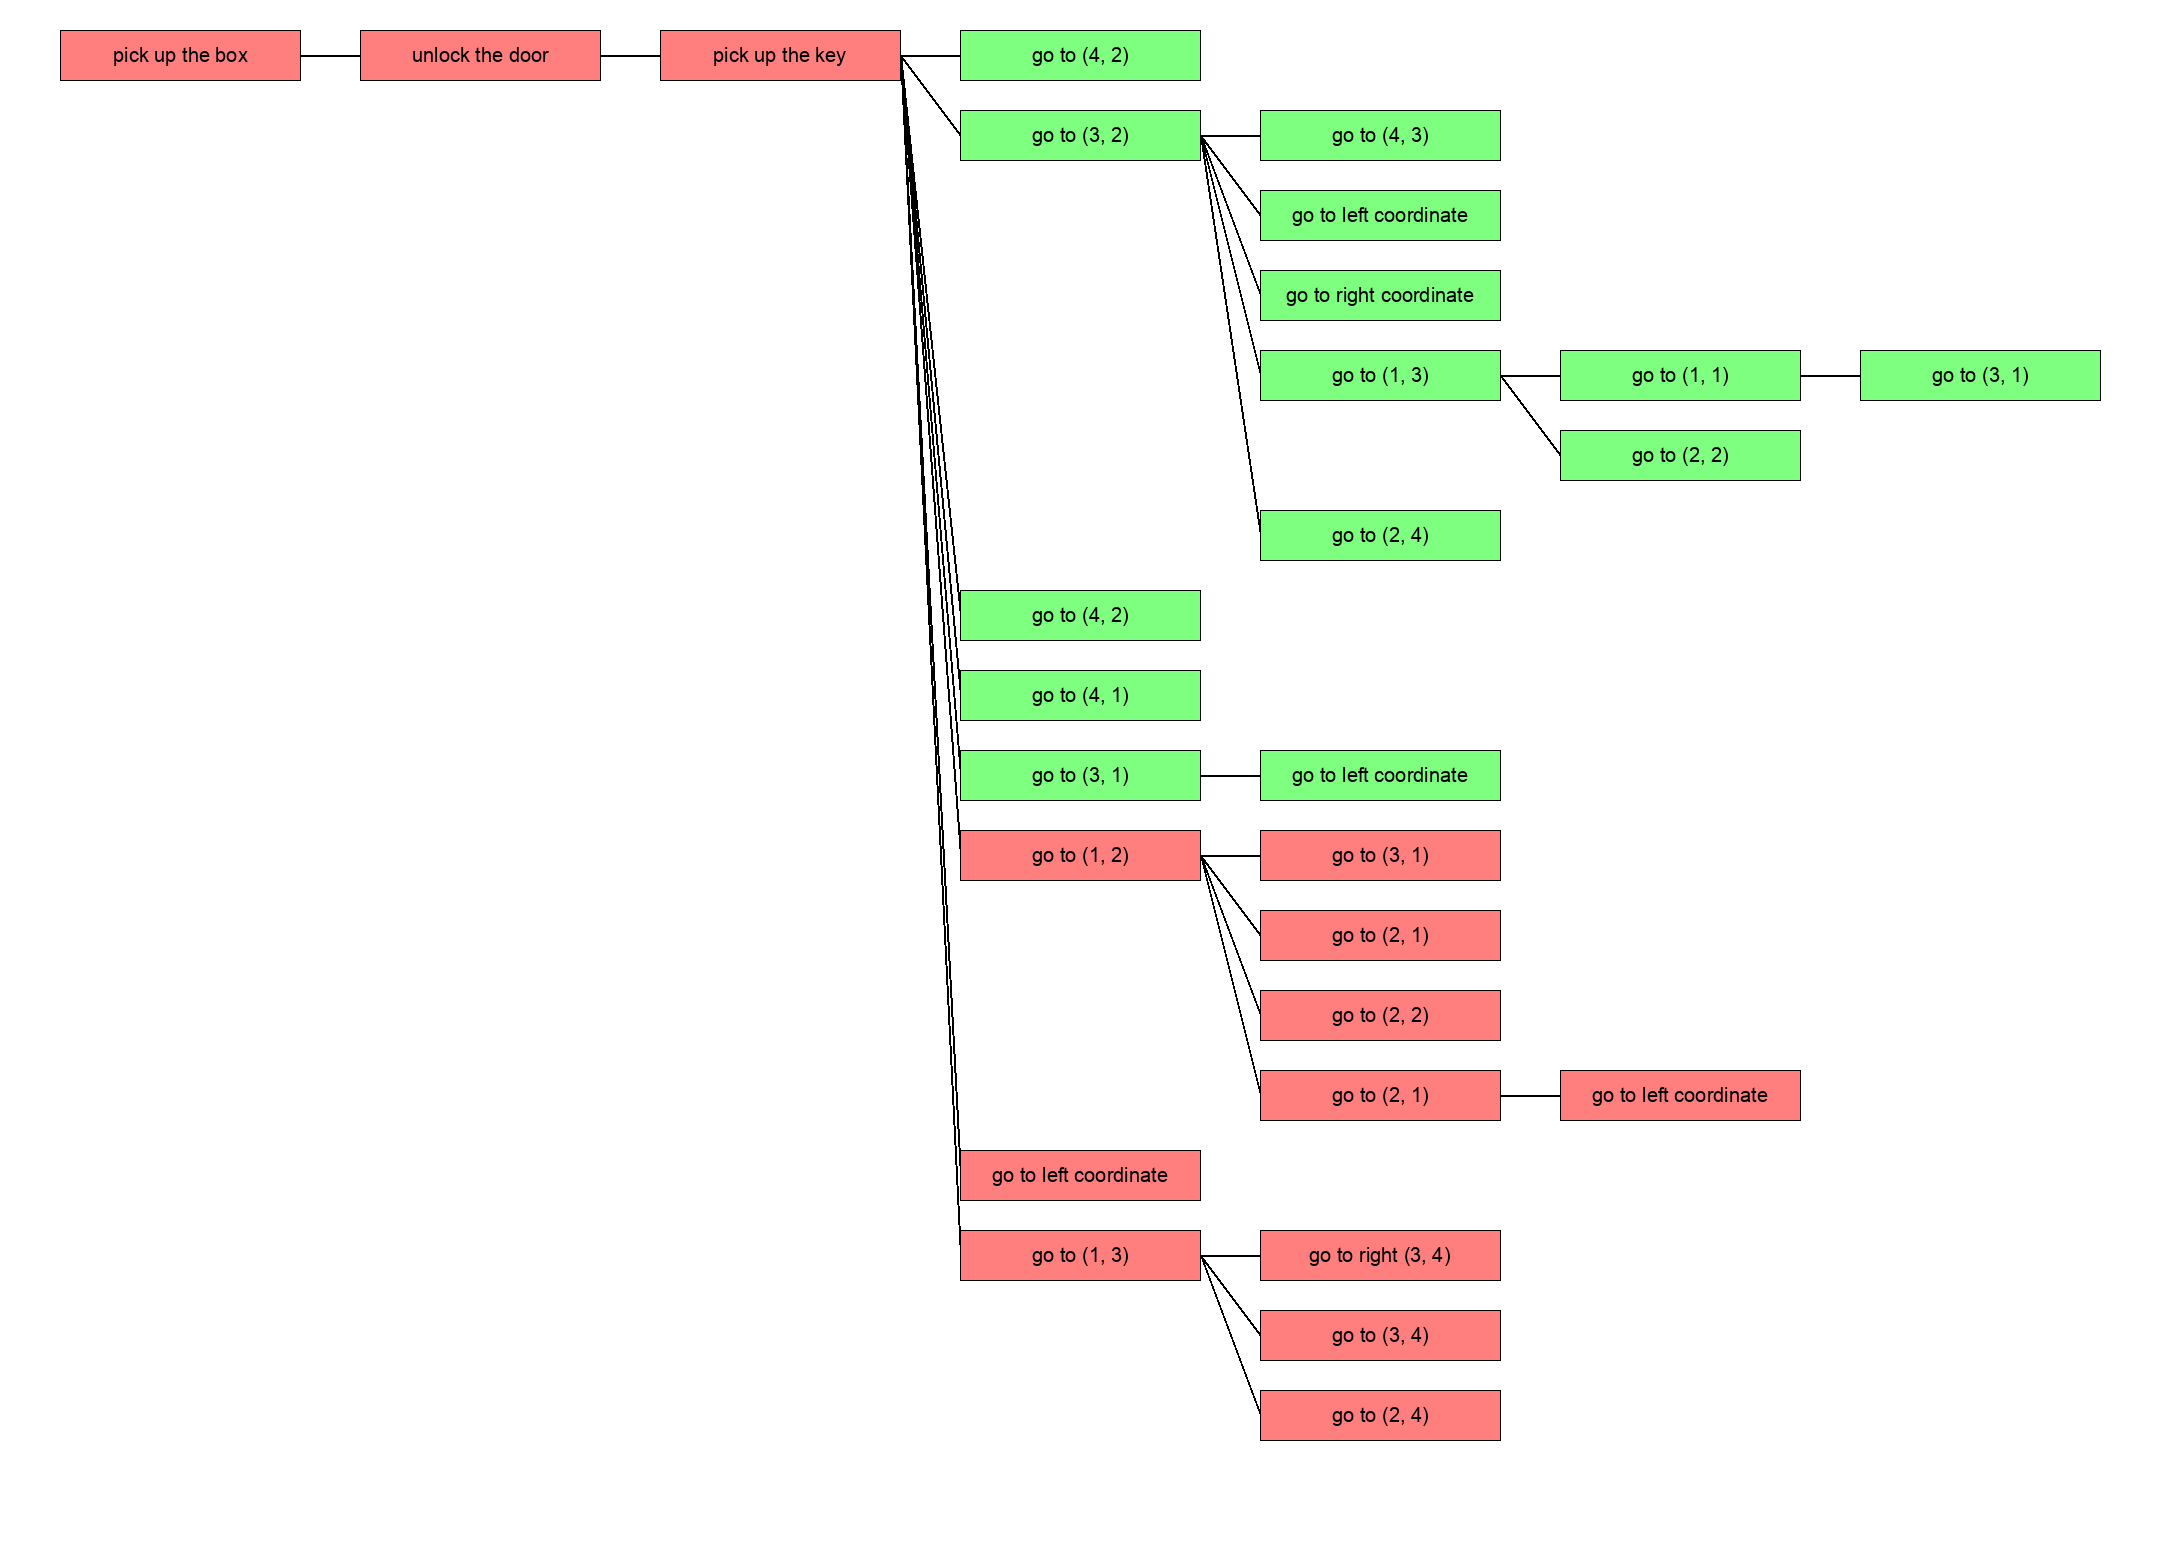 pick up the box
unlock the door
pick up the key
go to (4, 2)
go to (3, 2)
go to (4, 3)
go to left coordinate
go to right coordinate
go to (1, 3)
go to (1, 1)
go to (3, 1)
go to (2, 2)
go to (2, 4)
go to (4, 2)
go to (4, 1)
go to (3, 1)
go to left coordinate
go to (1, 2)
go to (3, 1)
go to (2, 1)
go to (2, 2)
go to (2, 1)
go to left coordinate
go to left coordinate
go to (1, 3)
go to right (3, 4)
go to (3, 4)
go to (2, 4)